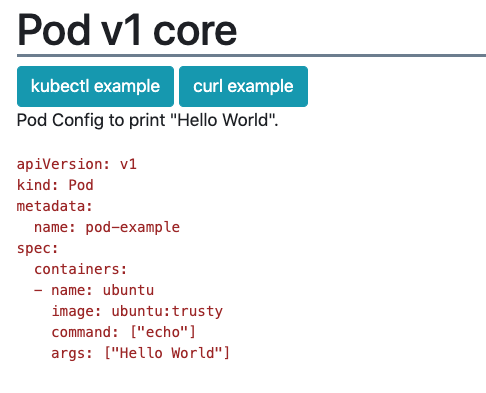 Pod v1 core
kubectl example curl example
Pod Config to print "Hello World".
apiVersion: v1
kind: Pod
metadata:
  name: pod-example
spec:
  containers:
  - name: ubuntu
    image: ubuntu:trusty
    command: ["echo"]
    args: ["Hello World"]